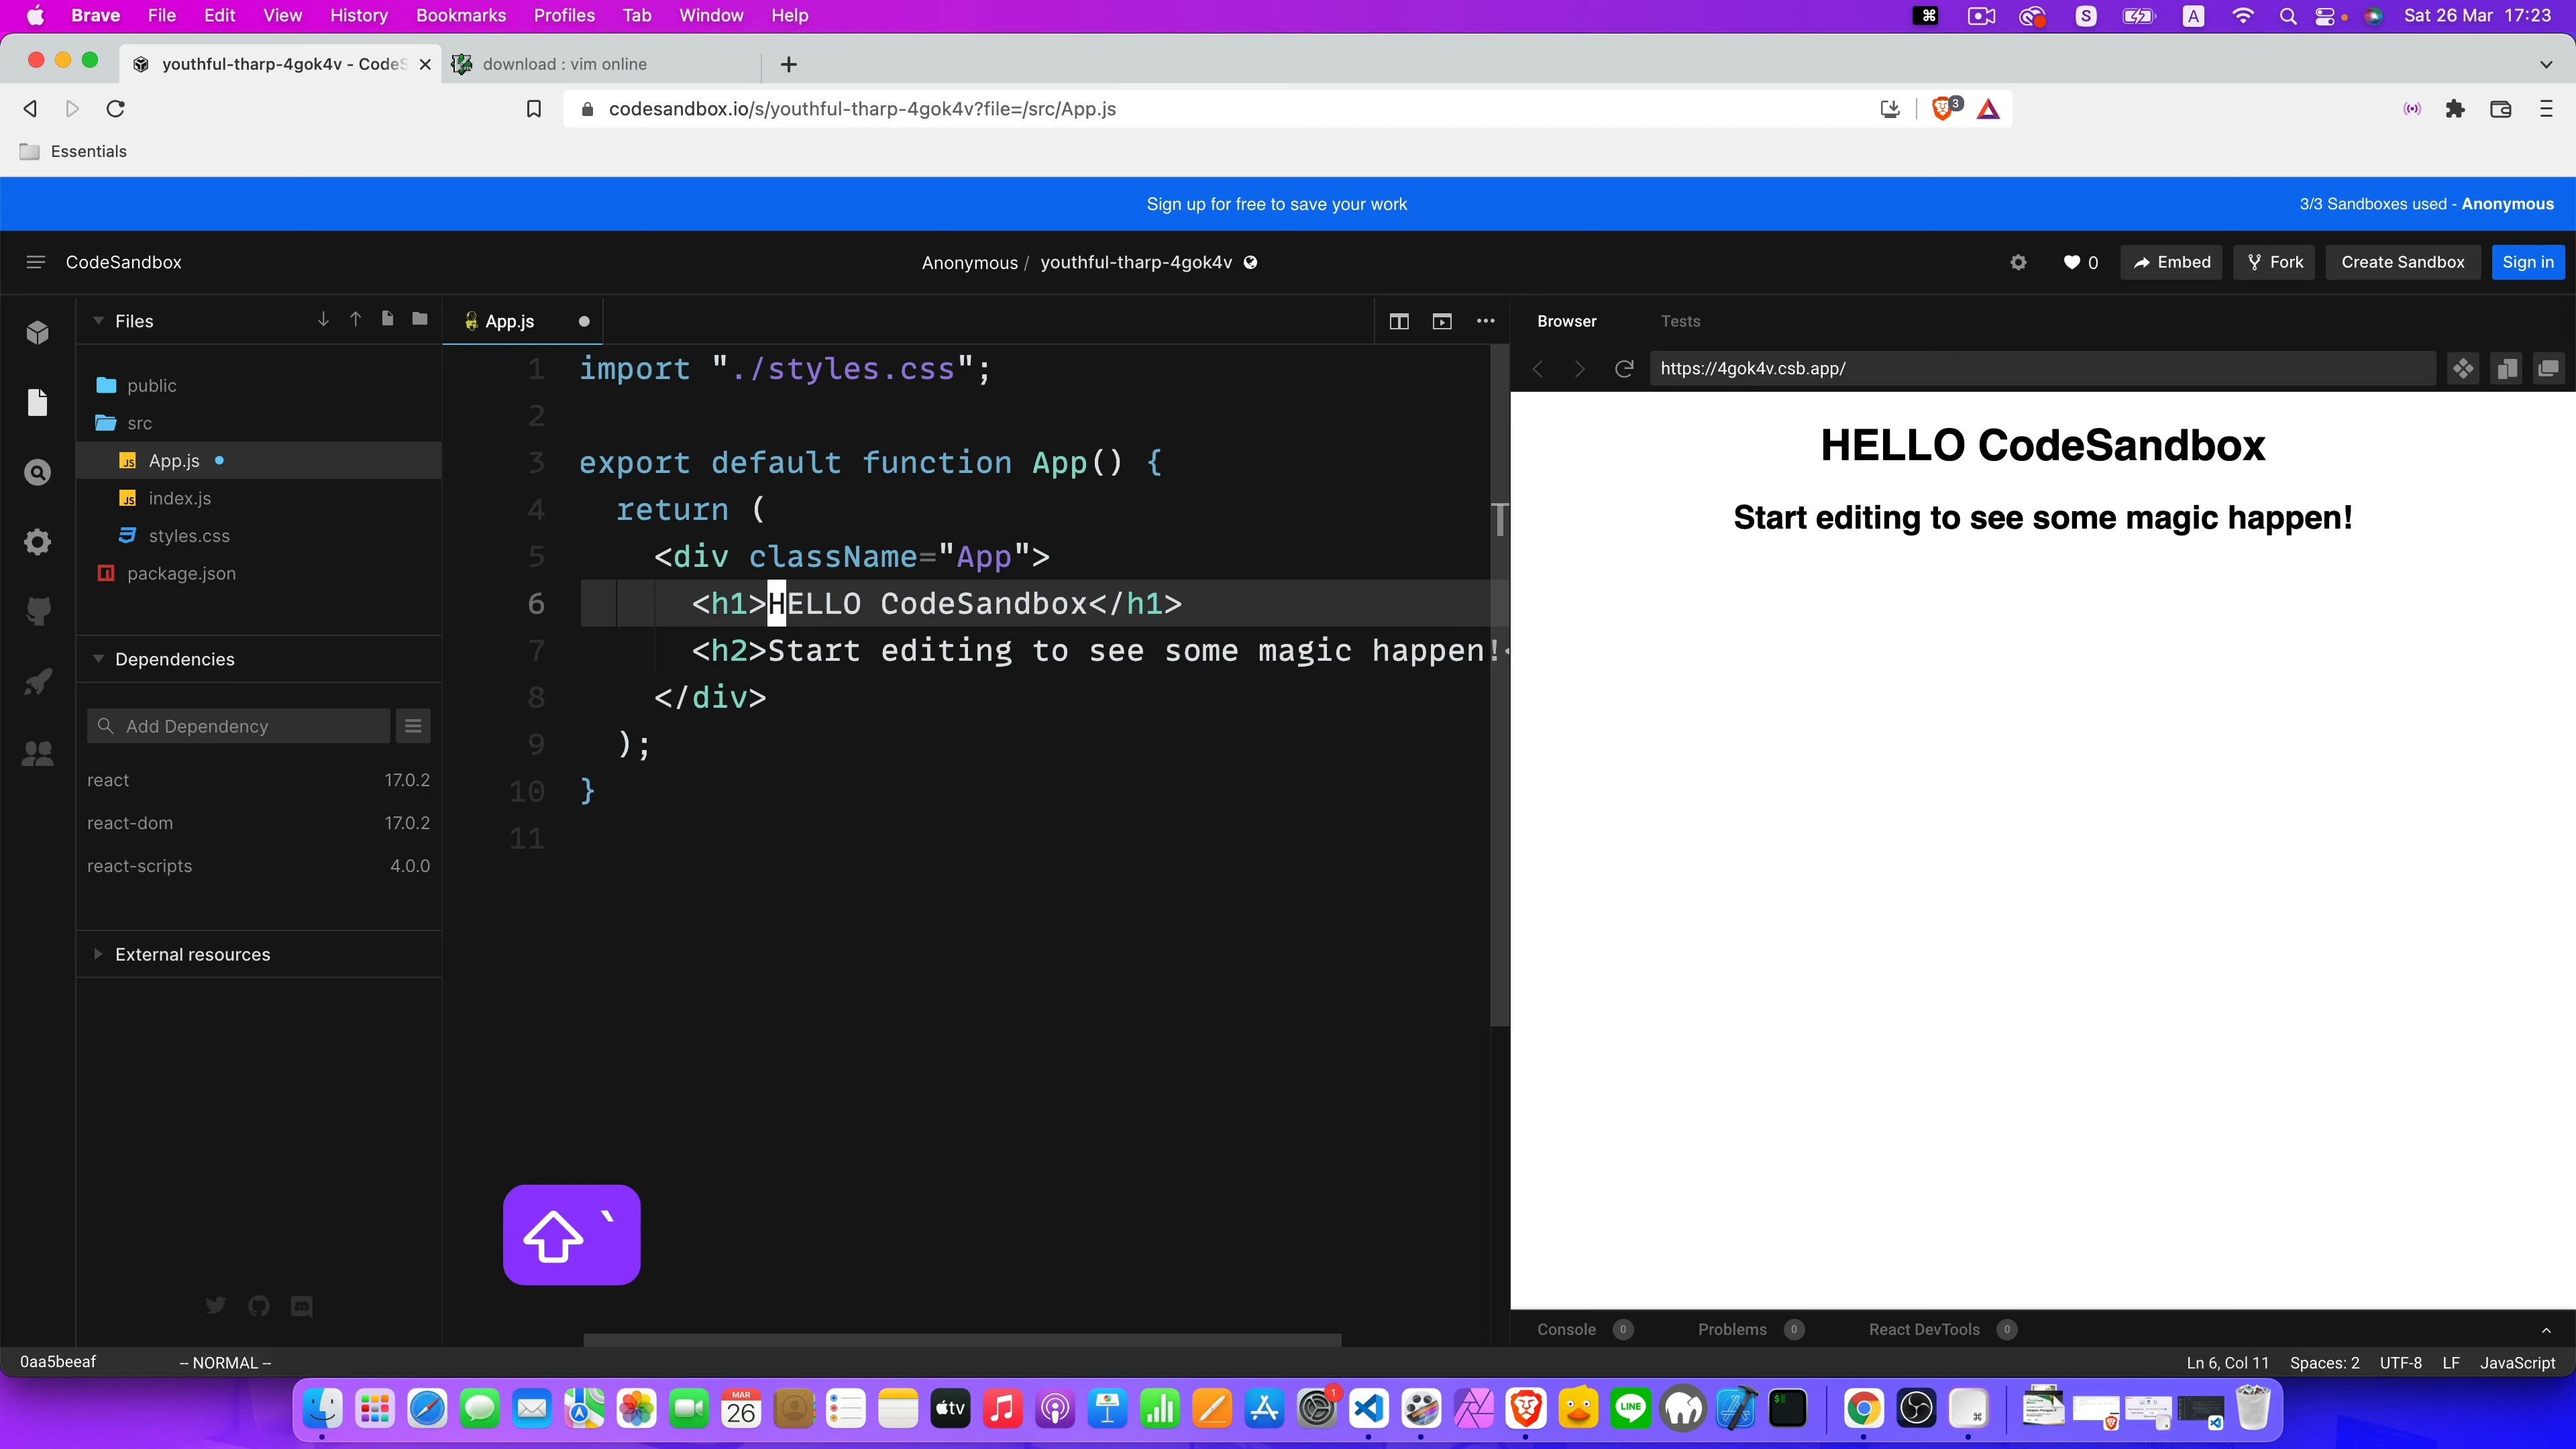 Brave File Edit View History Bookmarks Profiles Tab Window Help
Sat 26 Mar 17:23
youthful-tharp-4gok4v - CodeS
download : vim online
codesandbox.io/s/youthful-tharp-4gok4v?file=/src/App.js
3
Essentials
Sign up for free to save your work
3/3 Sandboxes used - Anonymous
CodeSandbox
Anonymous / youthful-tharp-4gok4v
0
Embed
Fork
Create Sandbox
Sign in
Files
App.js
Browser
Tests
https://4gok4v.csb.app/
public
src
App.js
index.js
styles.css
package.json
Dependencies
Add Dependency
react 17.0.2
react-dom 17.0.2
react-scripts 4.0.0
External resources
1 import "./styles.css";
2
3 export default function App() {
4 return (
5 <div className="App">
6 <h1>HELLO CodeSandbox</h1>
7 <h2>Start editing to see some magic happen!<
8 </div>
9 );
10 }
11
HELLO CodeSandbox
Start editing to see some magic happen!
`
Console 0
Problems 0
React DevTools 0
0aa5beeaf
-- NORMAL --
Ln 6, Col 11 Spaces: 2 UTF-8 LF JavaScript
MAR
26
tv
1
LINE